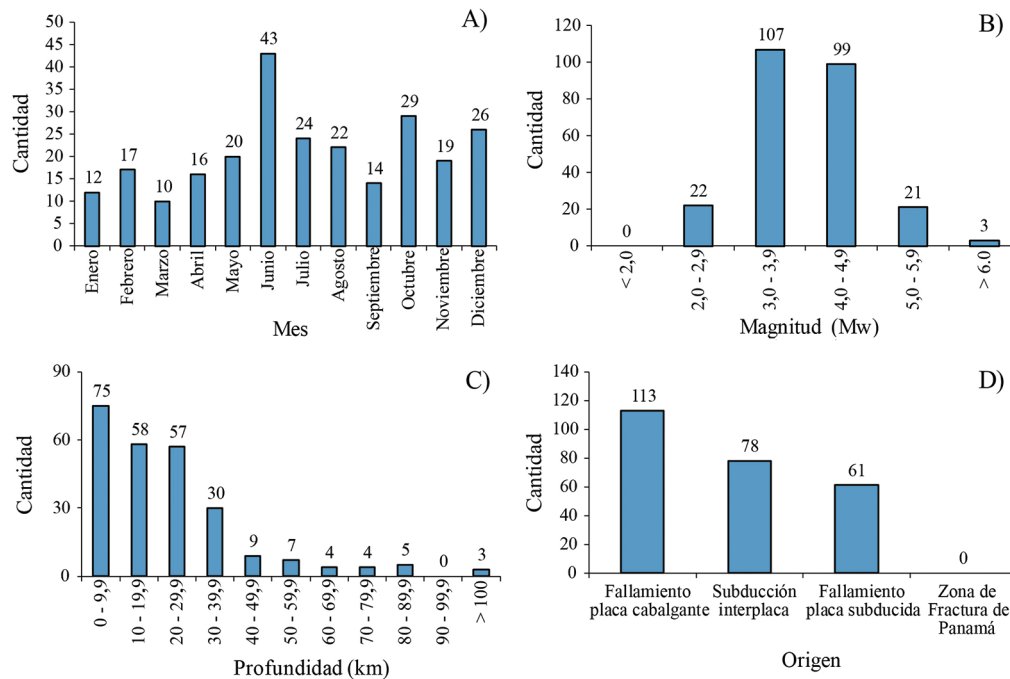 A)
Cantidad
50
45
40
35
30
25
20
15
10
5
0
12
17
10
16
20
43
24
22
14
29
19
26
Enero
Febrero
Marzo
Abril
Mayo
Junio
Julio
Agosto
Septiembre
Octubre
Noviembre
Diciembre
Mes
B)
Cantidad
120
100
80
60
40
20
0
0
22
107
99
21
3
< 2,0
2,0 - 2,9
3,0 - 3,9
4,0 - 4,9
5,0 - 5,9
> 6.0
Magnitud (Mw)
C)
Cantidad
90
60
30
0
75
58
57
30
9
7
4
4
5
0
3
0 - 9,9
10 - 19,9
20 - 29,9
30 - 39,9
40 - 49,9
50 - 59,9
60 - 69,9
70 - 79,9
80 - 89,9
90 - 99,9
> 100
Profundidad (km)
D)
Cantidad
140
120
100
80
60
40
20
0
113
78
61
0
Fallamiento
placa cabalgante
Subducción
interplaca
Fallamiento
placa subducida
Zona de
Fractura de
Panamá
Origen